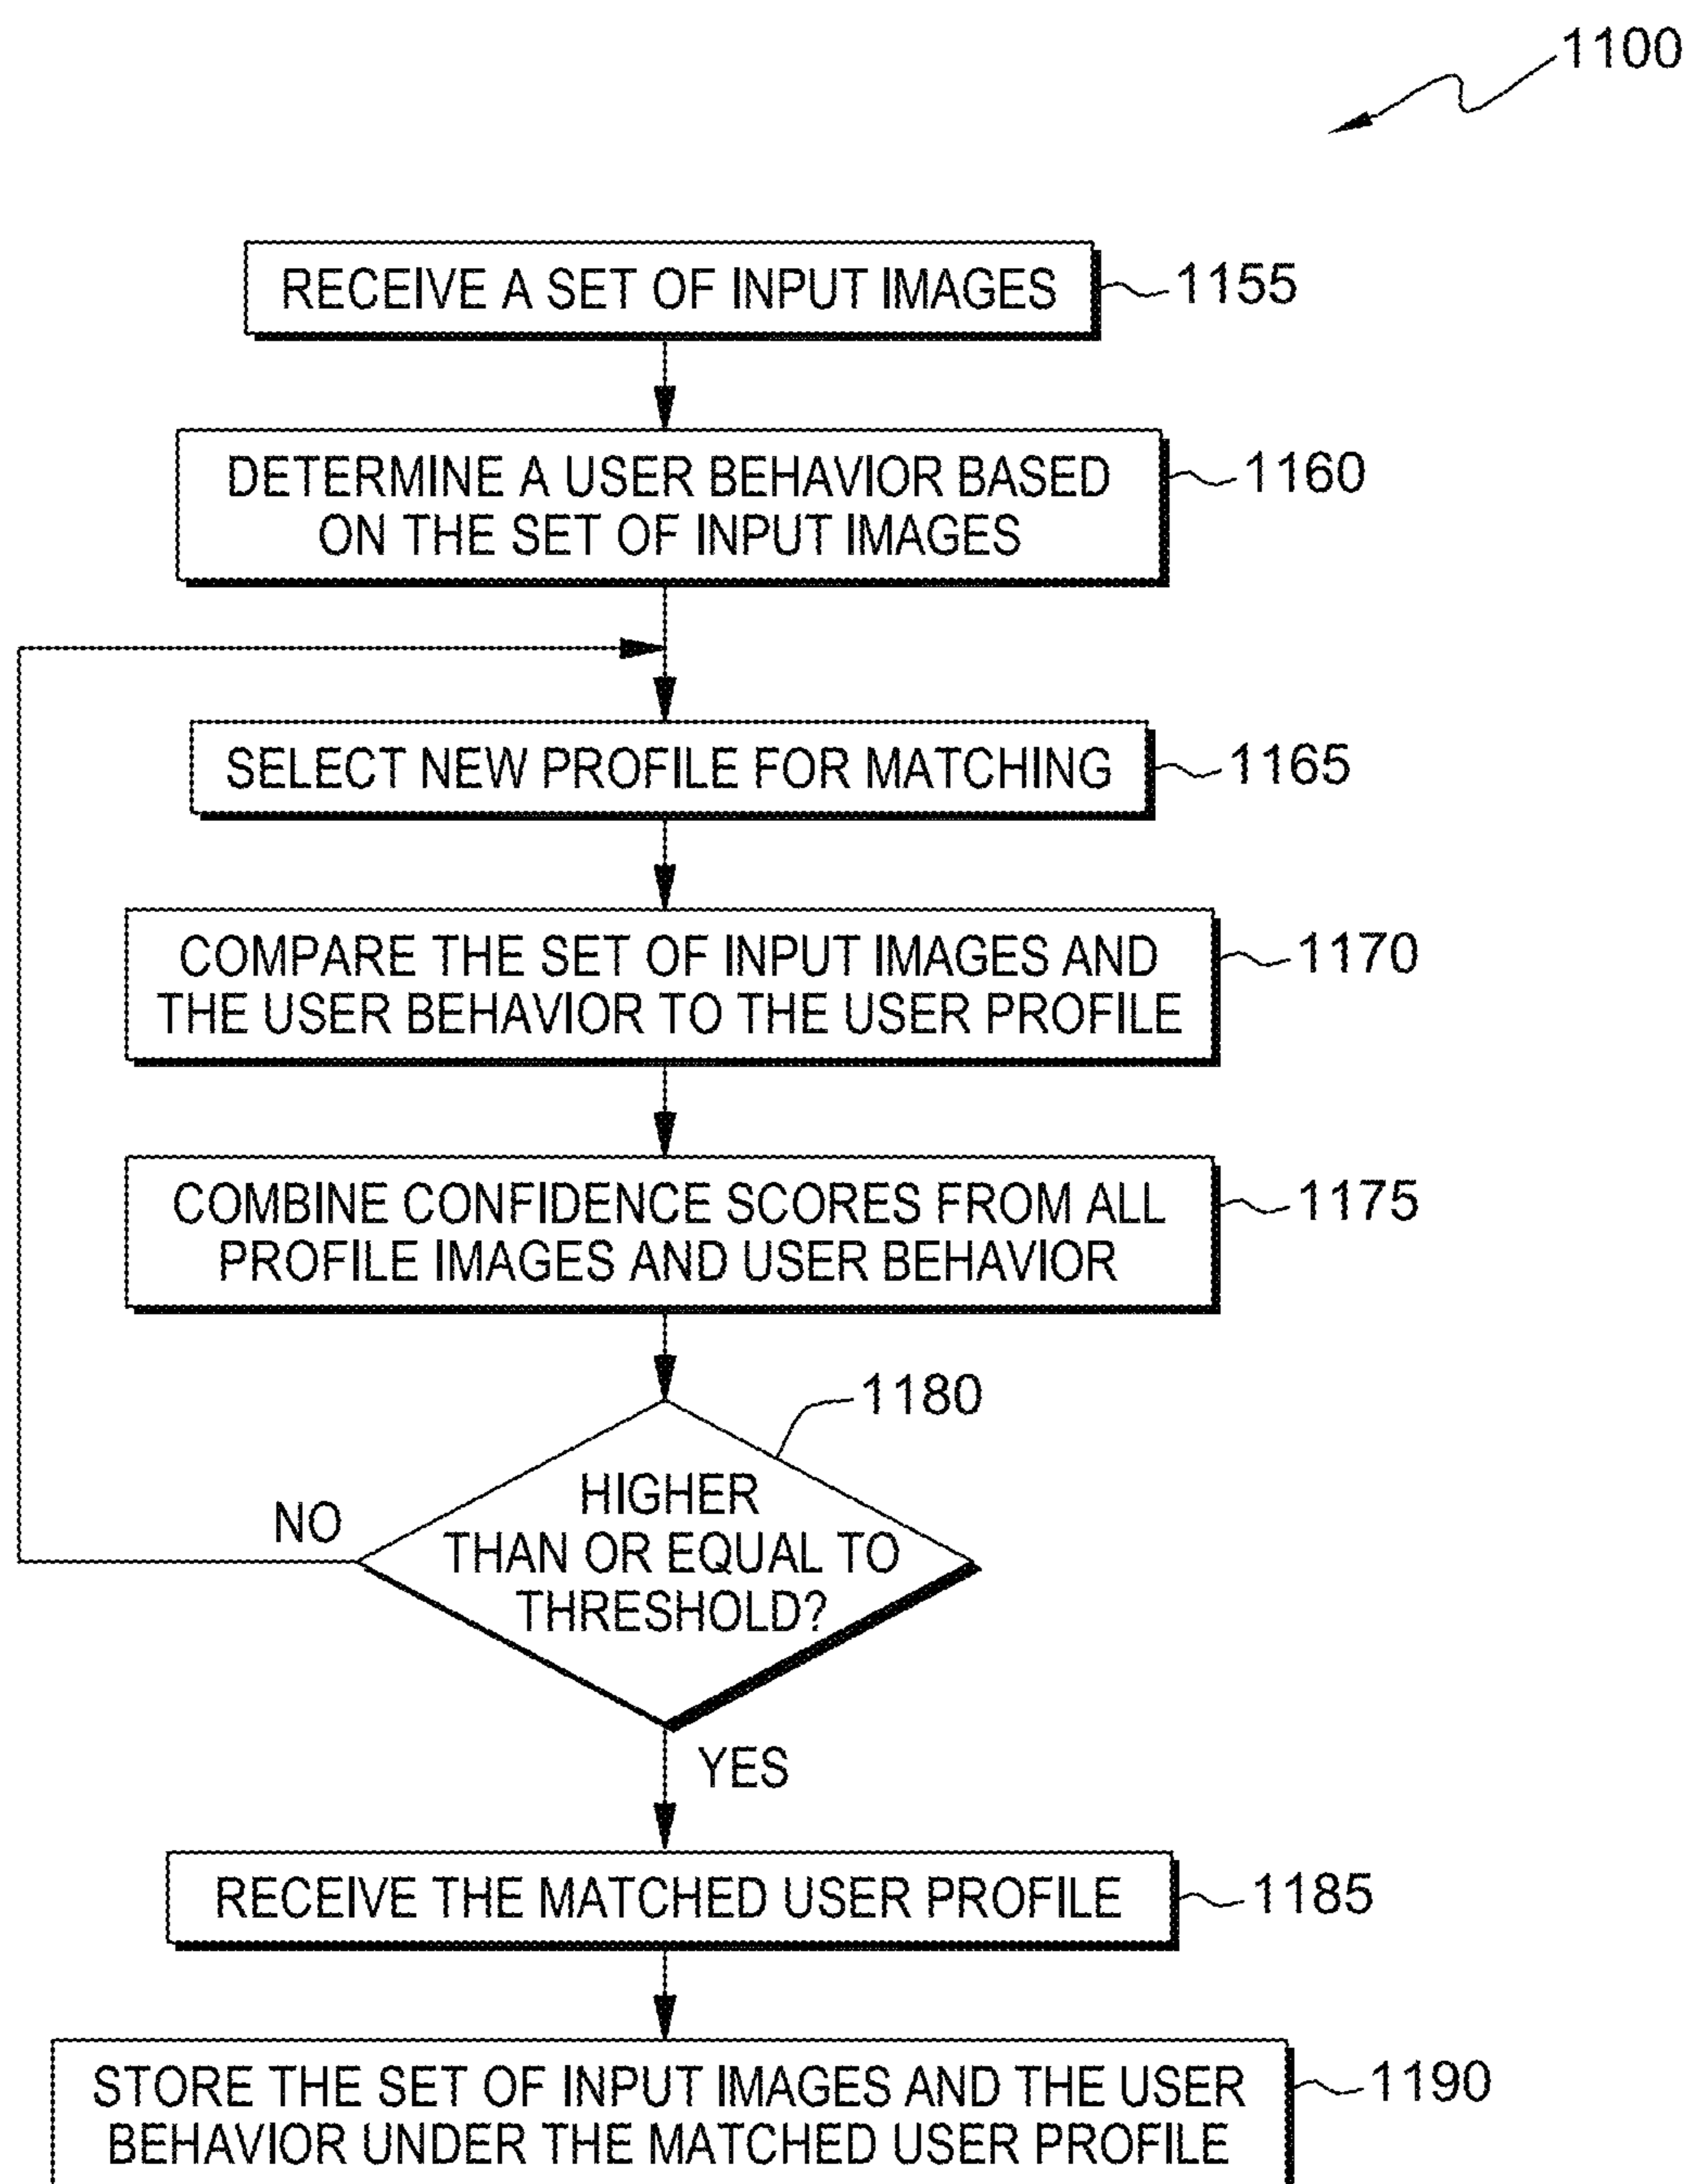 1100
RECEIVE A SET OF INPUT IMAGES
1155
DETERMINE A USER BEHAVIOR BASED
ON THE SET OF INPUT IMAGES
1160
SELECT NEW PROFILE FOR MATCHING
1165
COMPARE THE SET OF INPUT IMAGES AND
THE USER BEHAVIOR TO THE USER PROFILE
1170
COMBINE CONFIDENCE SCORES FROM ALL
PROFILE IMAGES AND USER BEHAVIOR
1175
1180
HIGHER
THAN OR EQUAL TO
THRESHOLD?
NO
YES
RECEIVE THE MATCHED USER PROFILE
1185
STORE THE SET OF INPUT IMAGES AND THE USER
BEHAVIOR UNDER THE MATCHED USER PROFILE
1190